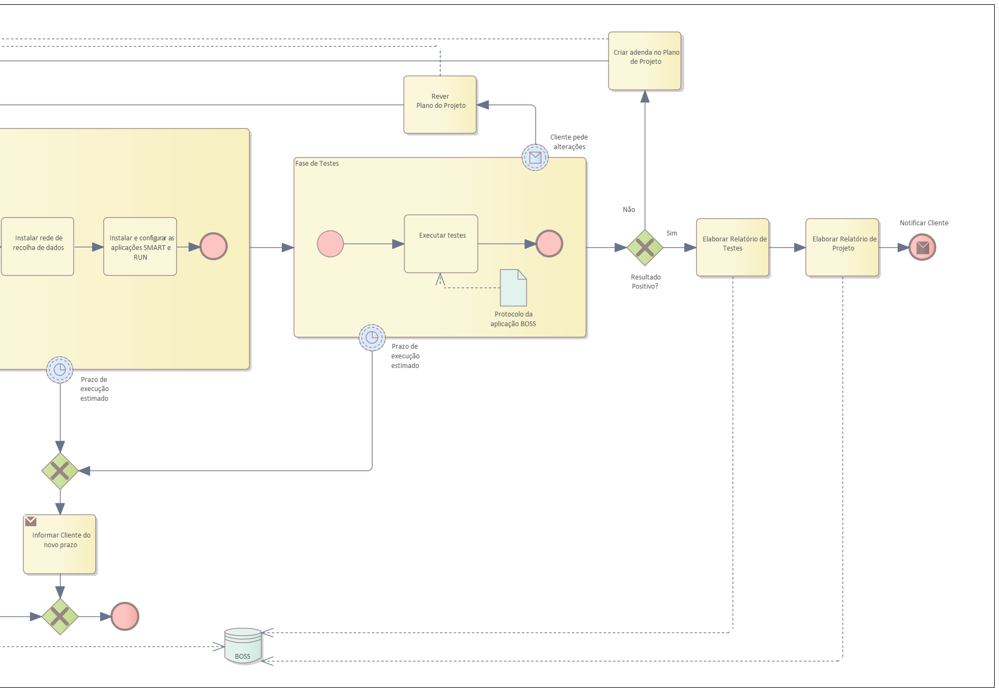 Criar adenda no Plano
de Projeto
Rever
Plano do Projeto
Cliente pede
alterações
Fase de Testes
Não
Sim
Notificar Cliente
Instalar rede de
recolha de dados
Instalar e configurar as
aplicações SMART e
RUN
Executar testes
Elaborar Relatório de
Testes
Elaborar Relatório de
Projeto
Resultado
Positivo?
Protocolo da
aplicação BOSS
Prazo de
execução
estimado
Prazo de
execução
estimado
Informar Cliente do
novo prazo
BOSS